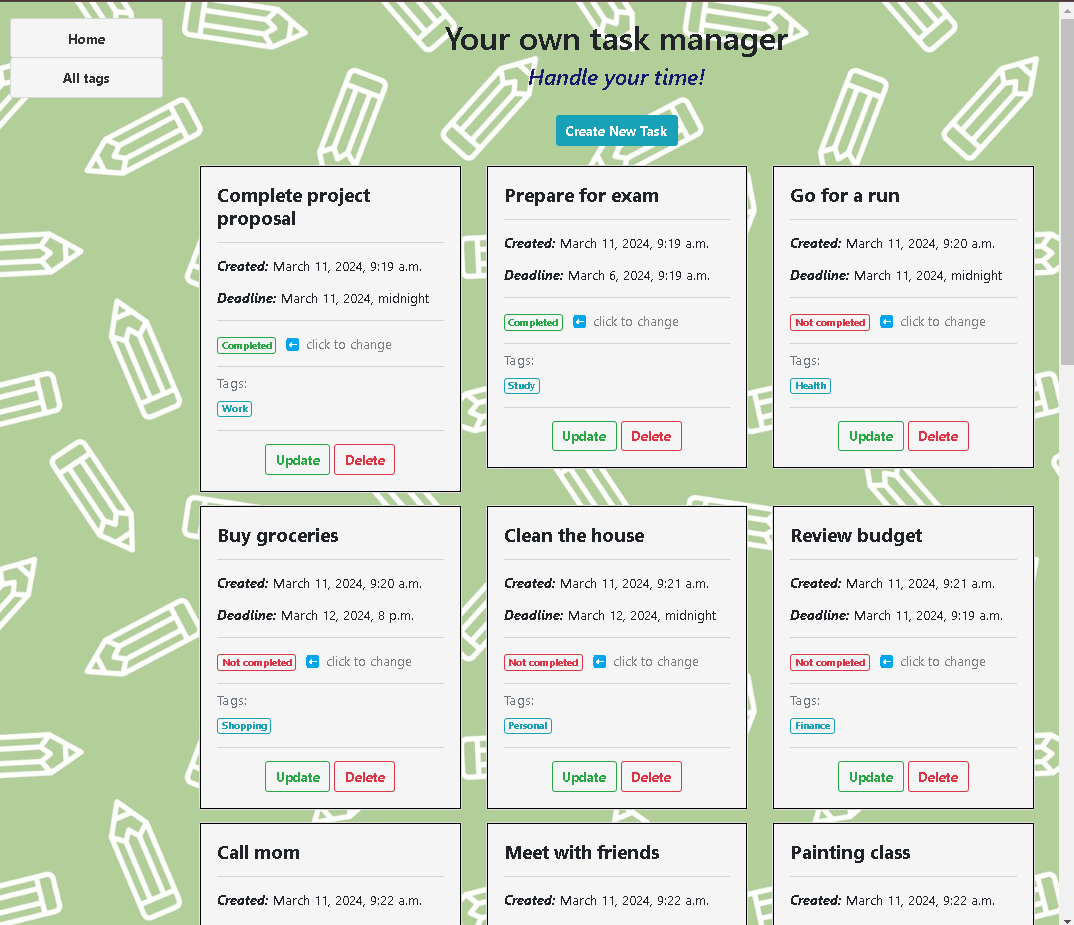 Home
All tags
Your own task manager
Handle your time!
Create New Task
Complete project
proposal
Created: March 11, 2024, 9:19 a.m.
Deadline: March 11, 2024, midnight
Completed click to change
Tags:
Work
Update Delete
Prepare for exam
Created: March 11, 2024, 9:19 a.m.
Deadline: March 6, 2024, 9:19 a.m.
Completed click to change
Tags:
Study
Update Delete
Go for a run
Created: March 11, 2024, 9:20 a.m.
Deadline: March 11, 2024, midnight
Not completed click to change
Tags:
Health
Update Delete
Buy groceries
Created: March 11, 2024, 9:20 a.m.
Deadline: March 12, 2024, 8 p.m.
Not completed click to change
Tags:
Shopping
Update Delete
Clean the house
Created: March 11, 2024, 9:21 a.m.
Deadline: March 12, 2024, midnight
Not completed click to change
Tags:
Personal
Update Delete
Review budget
Created: March 11, 2024, 9:21 a.m.
Deadline: March 11, 2024, 9:19 a.m.
Not completed click to change
Tags:
Finance
Update Delete
Call mom
Created: March 11, 2024, 9:22 a.m.
Meet with friends
Created: March 11, 2024, 9:22 a.m.
Painting class
Created: March 11, 2024, 9:22 a.m.